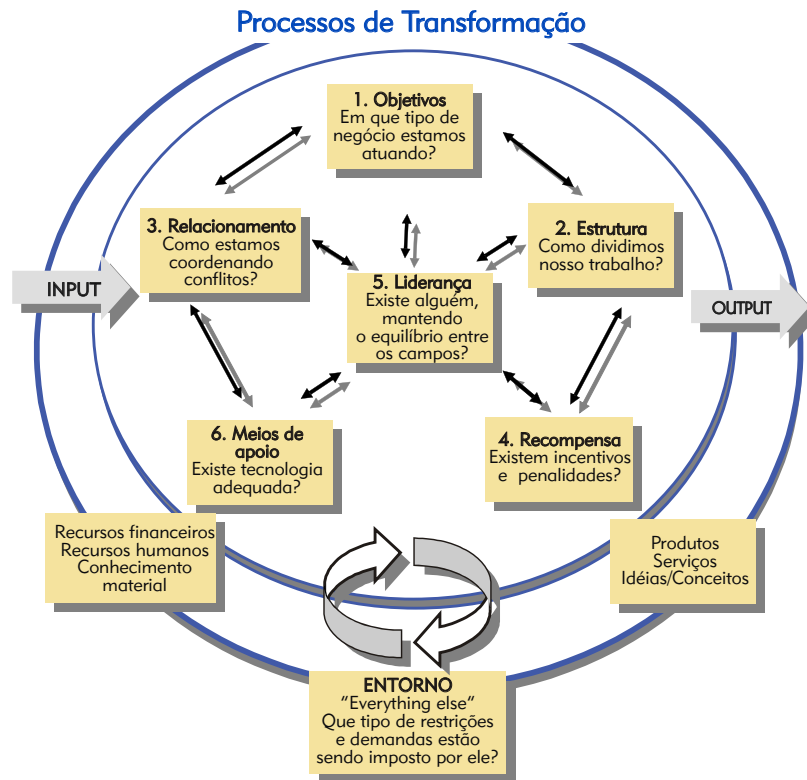 Processos de Transformação
1. Objetivos
Em que tipo de
negócio estamos
atuando?
3. Relacionamento
Como estamos
coordenando
conflitos?
2. Estrutura
Como dividimos
nosso trabalho?
INPUT
5. Liderança
Existe alguém,
mantendo
o equilíbrio entre
os campos?
OUTPUT
6. Meios de
apoio
Existe tecnologia
adequada?
4. Recompensa
Existem incentivos
e penalidades?
Recursos financeiros
Recursos humanos
Conhecimento
material
Produtos
Serviços
Idéias/Conceitos
ENTORNO
"Everything else"
Que tipo de restrições
e demandas estão
sendo imposto por ele?